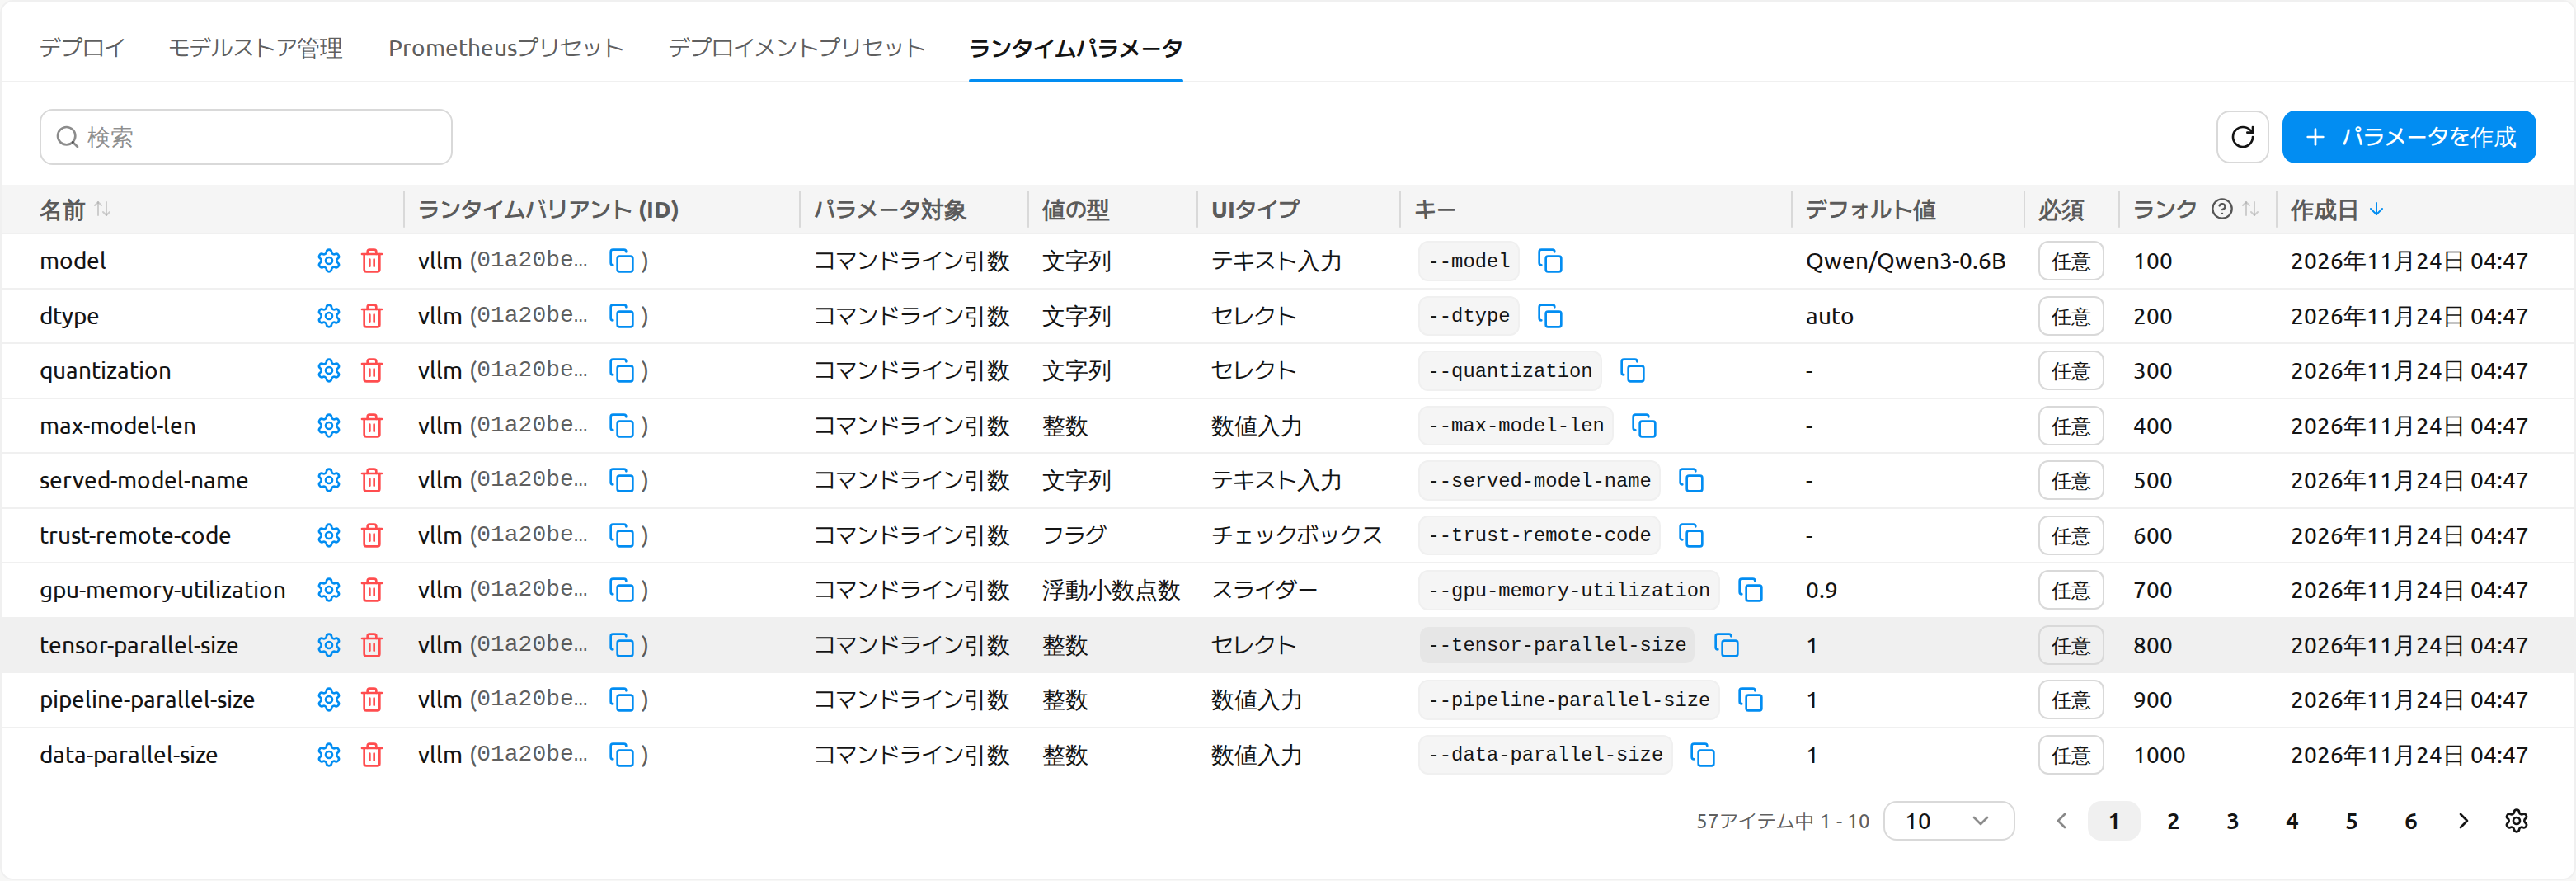 デプロイ モデルストア管理 Prometheusプリセット デプロイメントプリセット ランタイムパラメータ
検索 パラメータを作成
名前 ランタイムバリアント (ID) パラメータ対象 値の型 UIタイプ キー デフォルト値 必須 ランク 作成日
model vllm (01a20be... ) コマンドライン引数 文字列 テキスト入力 --model Qwen/Qwen3-0.6B 任意 100 2026年11月24日 04:47
dtype vllm (01a20be... ) コマンドライン引数 文字列 セレクト --dtype auto 任意 200 2026年11月24日 04:47
quantization vllm (01a20be... ) コマンドライン引数 文字列 セレクト --quantization - 任意 300 2026年11月24日 04:47
max-model-len vllm (01a20be... ) コマンドライン引数 整数 数値入力 --max-model-len - 任意 400 2026年11月24日 04:47
served-model-name vllm (01a20be... ) コマンドライン引数 文字列 テキスト入力 --served-model-name - 任意 500 2026年11月24日 04:47
trust-remote-code vllm (01a20be... ) コマンドライン引数 フラグ チェックボックス --trust-remote-code - 任意 600 2026年11月24日 04:47
gpu-memory-utilization vllm (01a20be... ) コマンドライン引数 浮動小数点数 スライダー --gpu-memory-utilization 0.9 任意 700 2026年11月24日 04:47
tensor-parallel-size vllm (01a20be... ) コマンドライン引数 整数 セレクト --tensor-parallel-size 1 任意 800 2026年11月24日 04:47
pipeline-parallel-size vllm (01a20be... ) コマンドライン引数 整数 数値入力 --pipeline-parallel-size 1 任意 900 2026年11月24日 04:47
data-parallel-size vllm (01a20be... ) コマンドライン引数 整数 数値入力 --data-parallel-size 1 任意 1000 2026年11月24日 04:47
57アイテム中 1 - 10 10 1 2 3 4 5 6